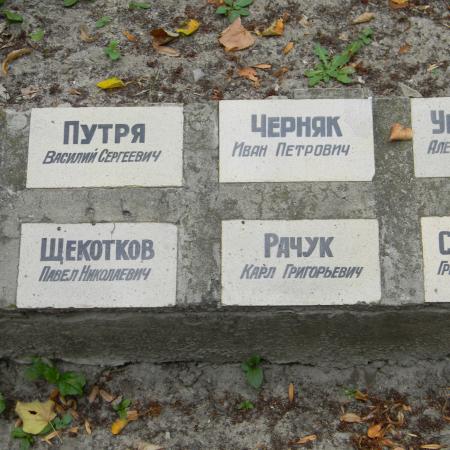 Путря
Василий Сергеевич
Черняк
Иван Петрович
Щекотков
Павел Николаевич
Рачук
Карл Григорьевич